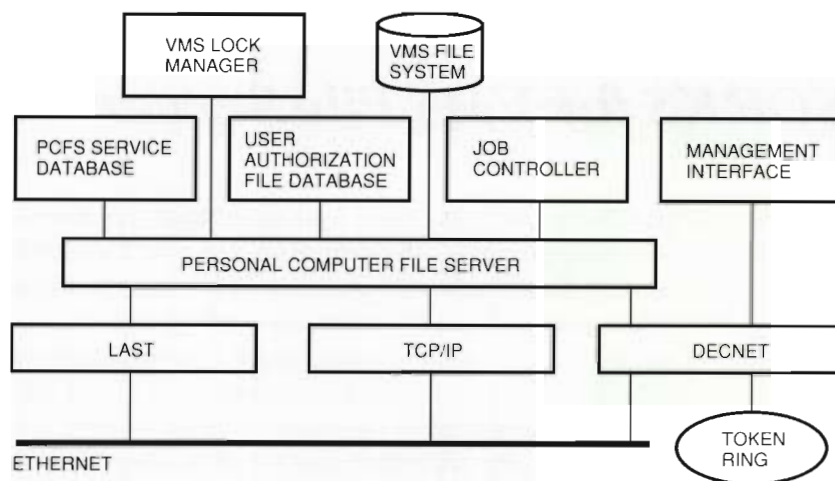 VMS LOCK
MANAGER
VMS FILE
SYSTEM
PCFS SERVICE
DATABASE
USER
AUTHORIZATION
FILE DATABASE
JOB
CONTROLLER
MANAGEMENT
INTERFACE
PERSONAL COMPUTER FILE SERVER
LAST
TCP/IP
DECNET
ETHERNET
TOKEN
RING